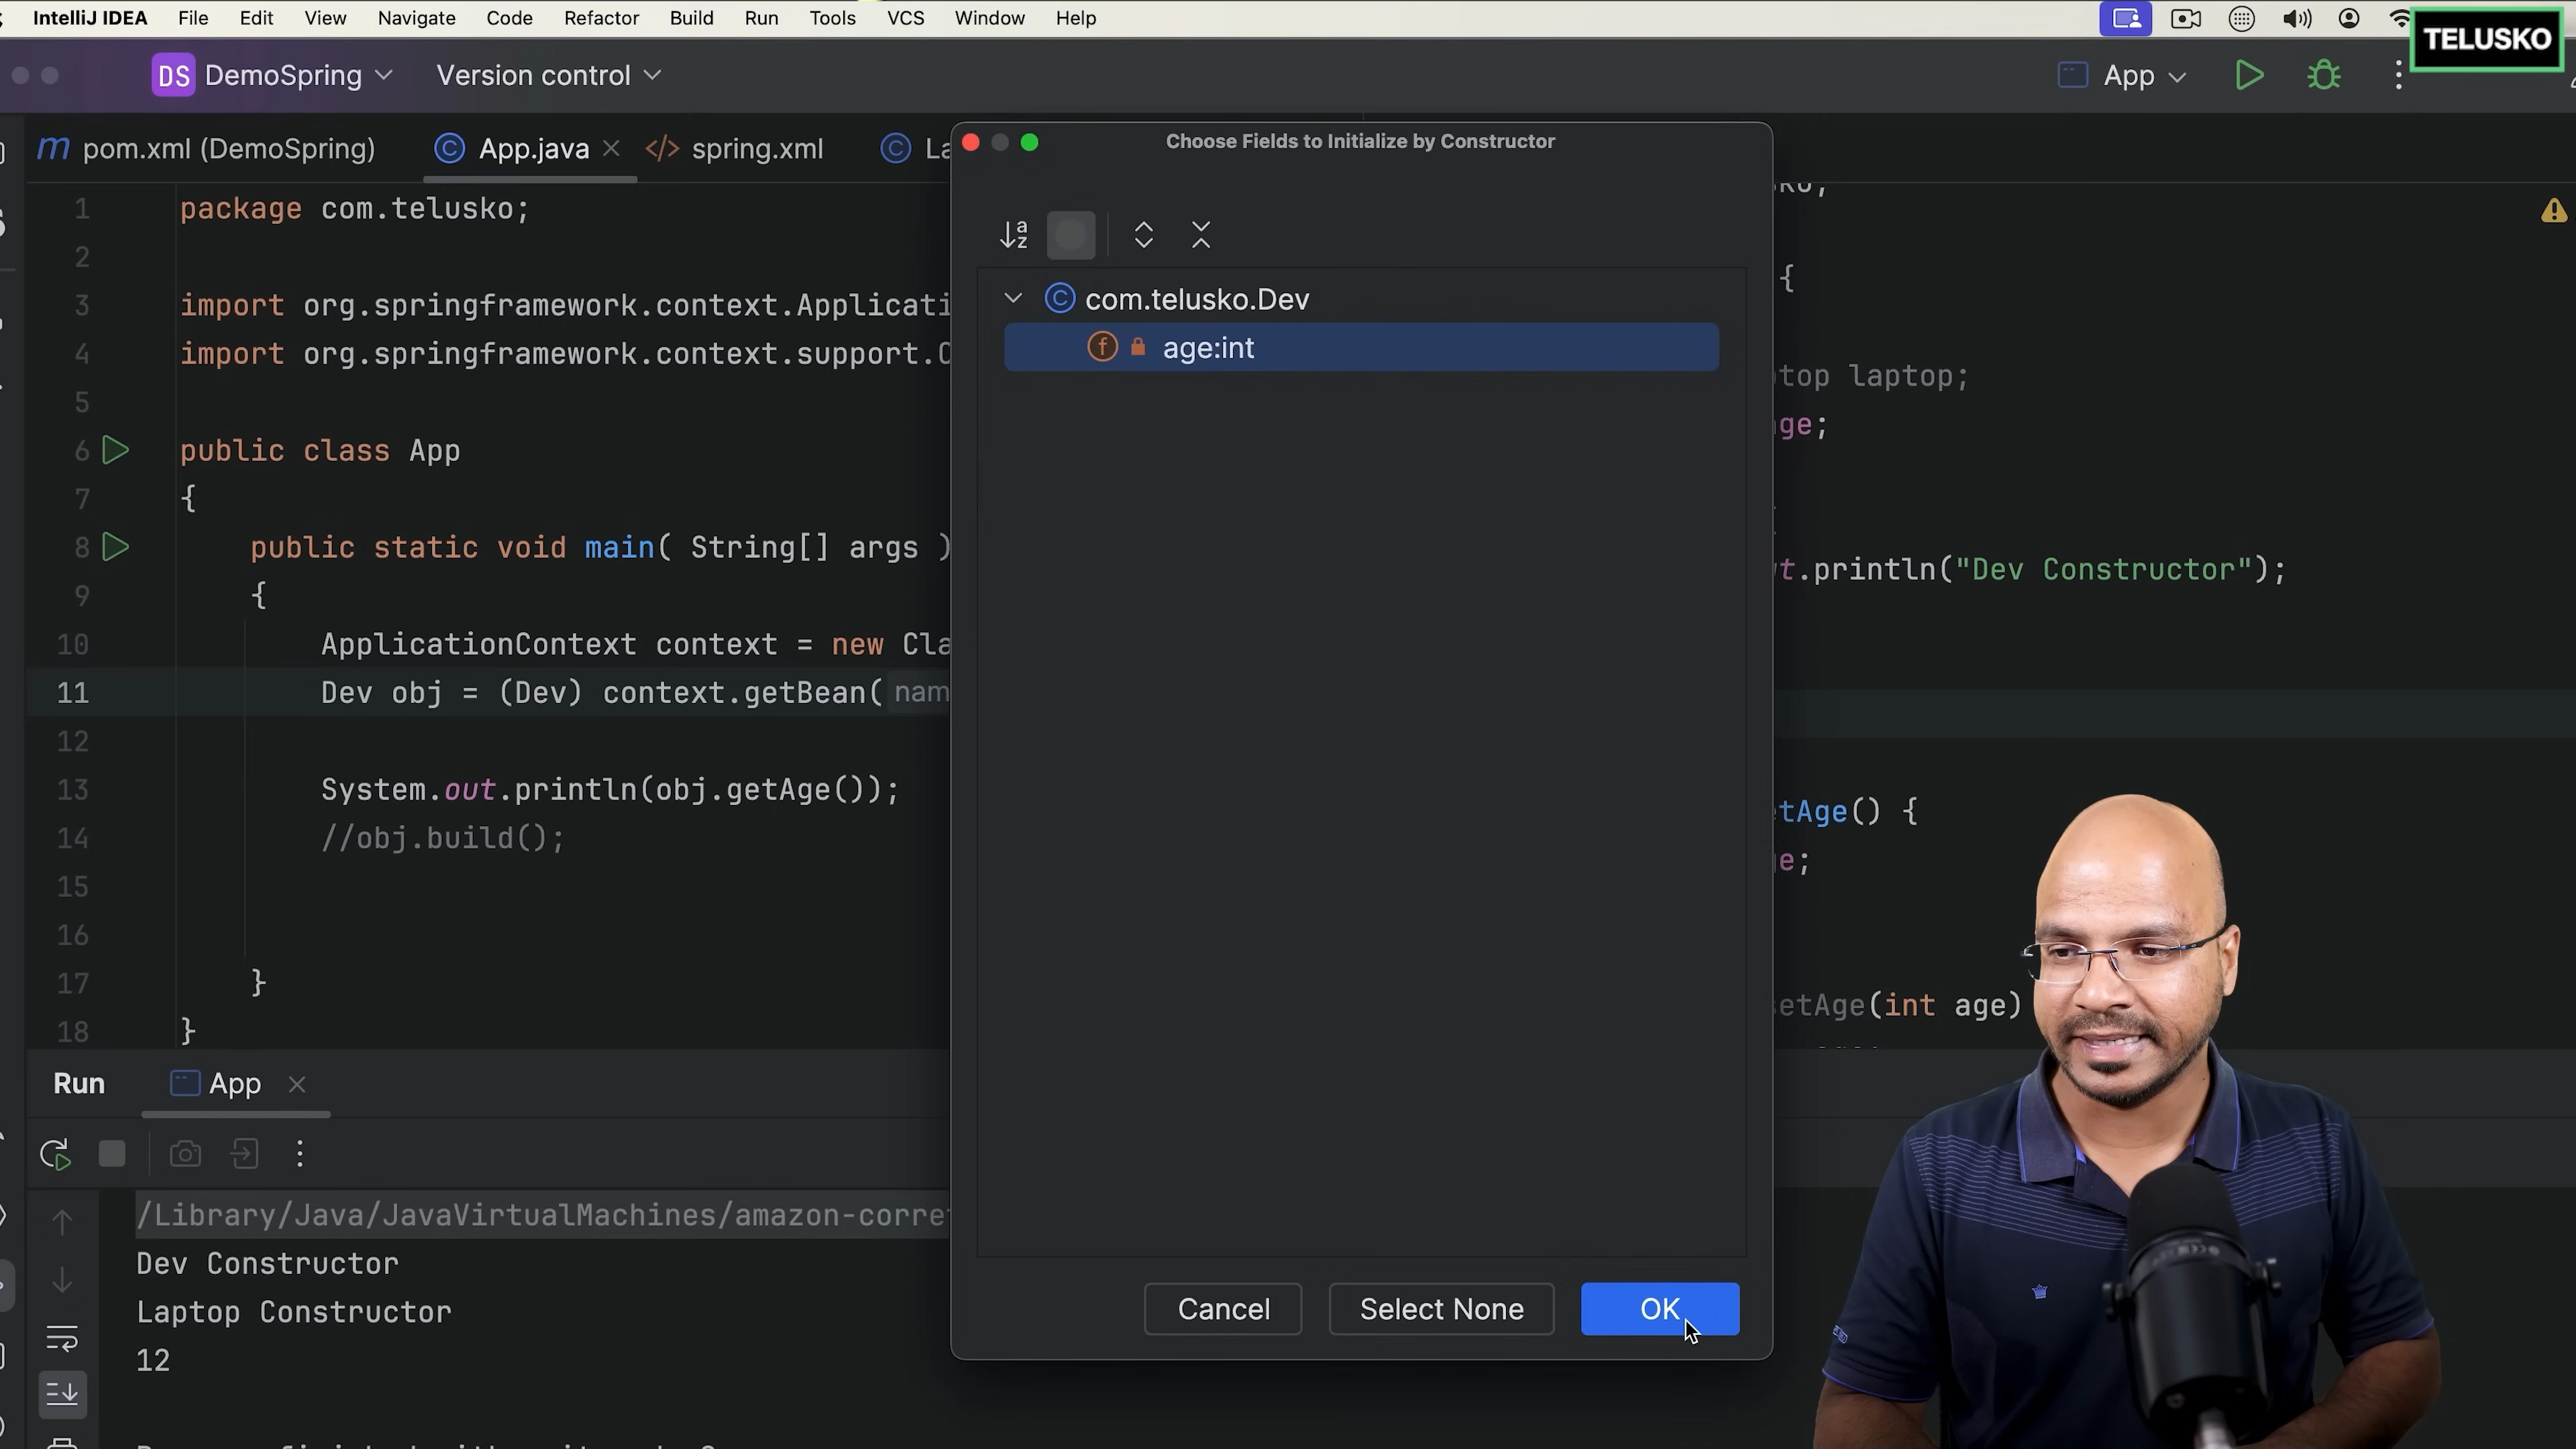 IntelliJ IDEA File Edit View Navigate Code Refactor Build Run Tools VCS Window Help
TELUSKO
DS DemoSpring Version control App
pom.xml (DemoSpring) App.java spring.xml
1 package com.telusko;
2
3 import org.springframework.context.Applicati
4 import org.springframework.context.support.C
5
6 public class App
7 {
8 public static void main( String[] args )
9 {
10 ApplicationContext context = new Cla
11 Dev obj = (Dev) context.getBean( nam
12
13 System.out.println(obj.getAge());
14 //obj.build();
15
16
17 }
18 }
Choose Fields to Initialize by Constructor
com.telusko.Dev
f age:int
Cancel Select None OK
{
top laptop;
ge;
t.println("Dev Constructor");
tAge() {
e;
setAge(int age)
Run App
/Library/Java/JavaVirtualMachines/amazon-corre
Dev Constructor
Laptop Constructor
12